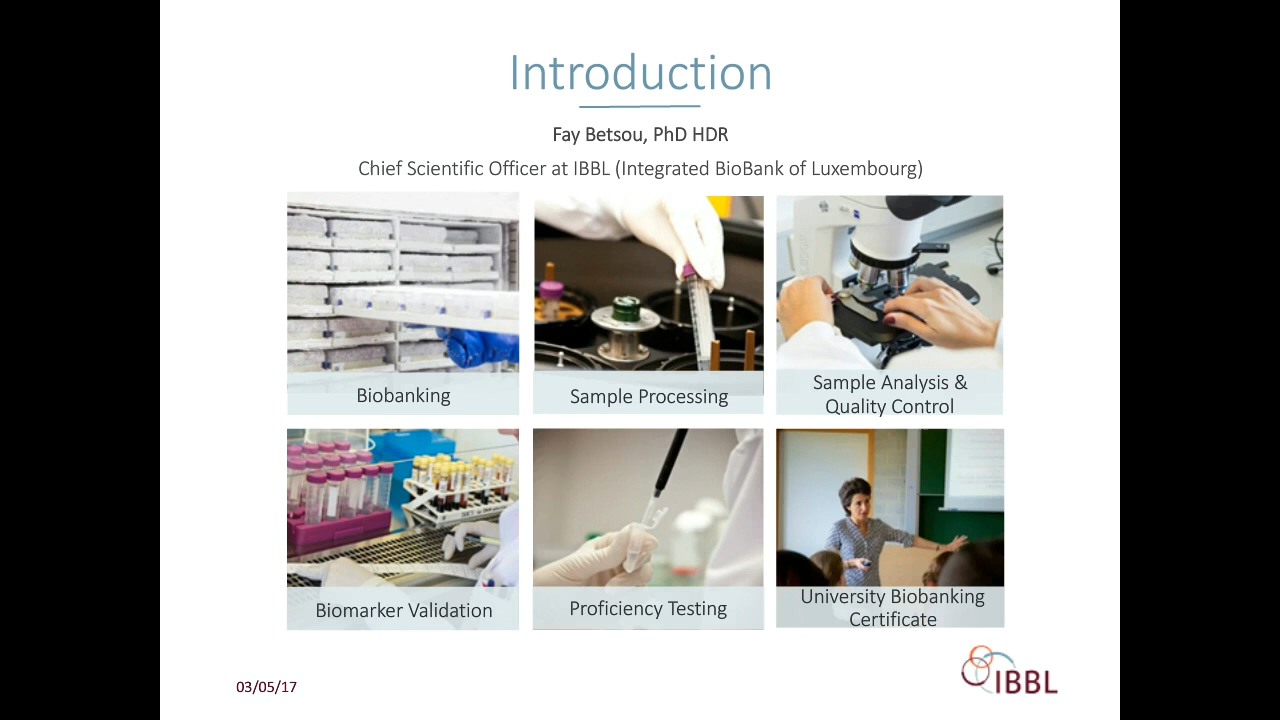 Introduction
Fay Betsou, PhD HDR
Chief Scientific Officer at IBBL (Integrated BioBank of Luxembourg)
Biobanking
Sample Processing
Sample Analysis &
Quality Control
Biomarker Validation
Proficiency Testing
University Biobanking
Certificate
03/05/17
IBBL